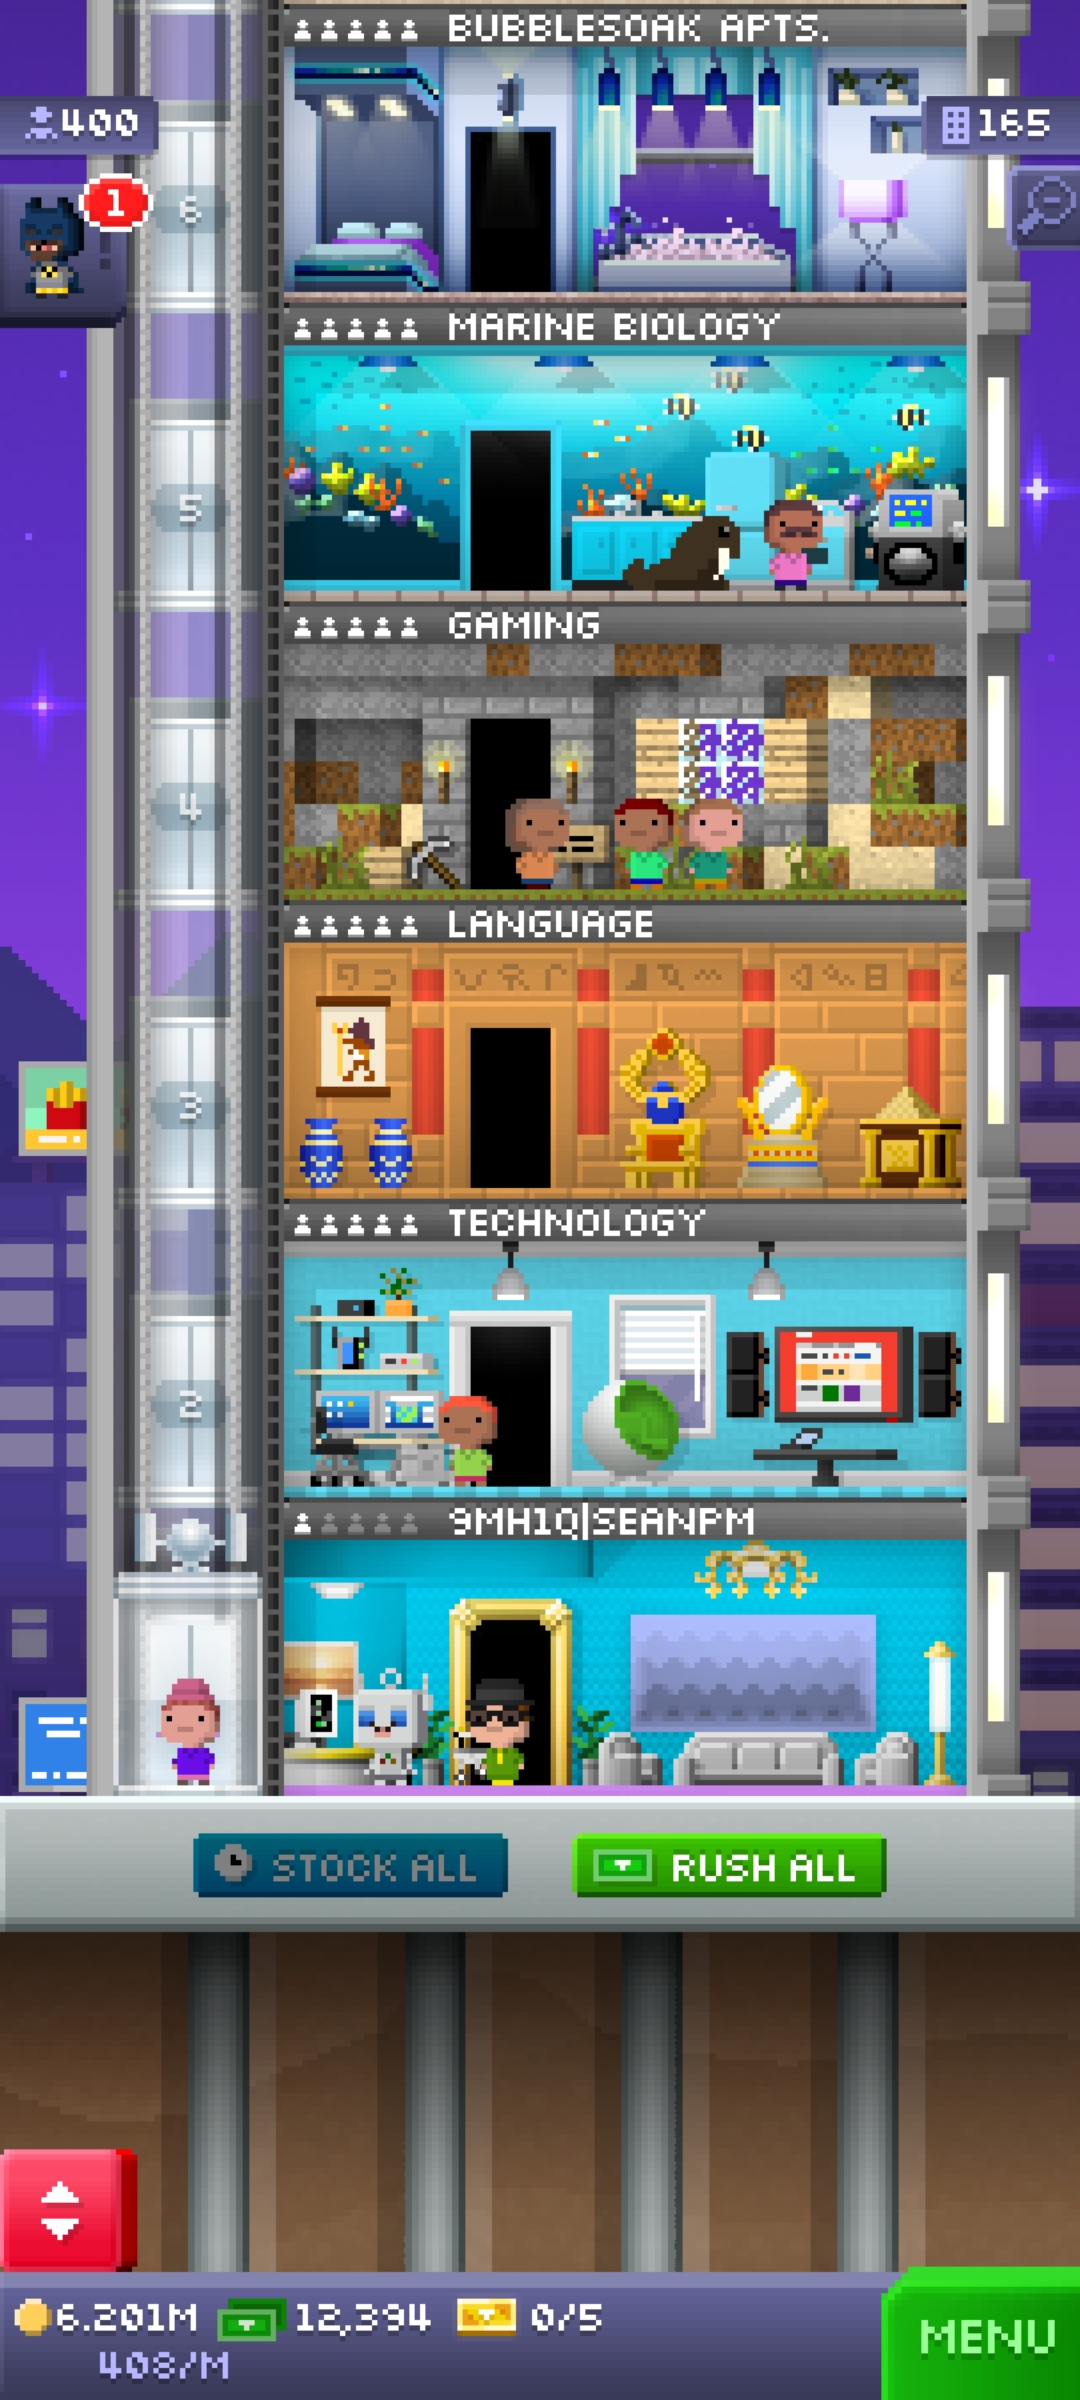 BUBBLESOAK APTS.
400
165
1
6
MARINE BIOLOGY
5
GAMING
4
LANGUAGE
3
TECHNOLOGY
2
9MH1Q|SEANPM
STOCK ALL
RUSH ALL
6.201M
12,394
0/5
408/M
MENU